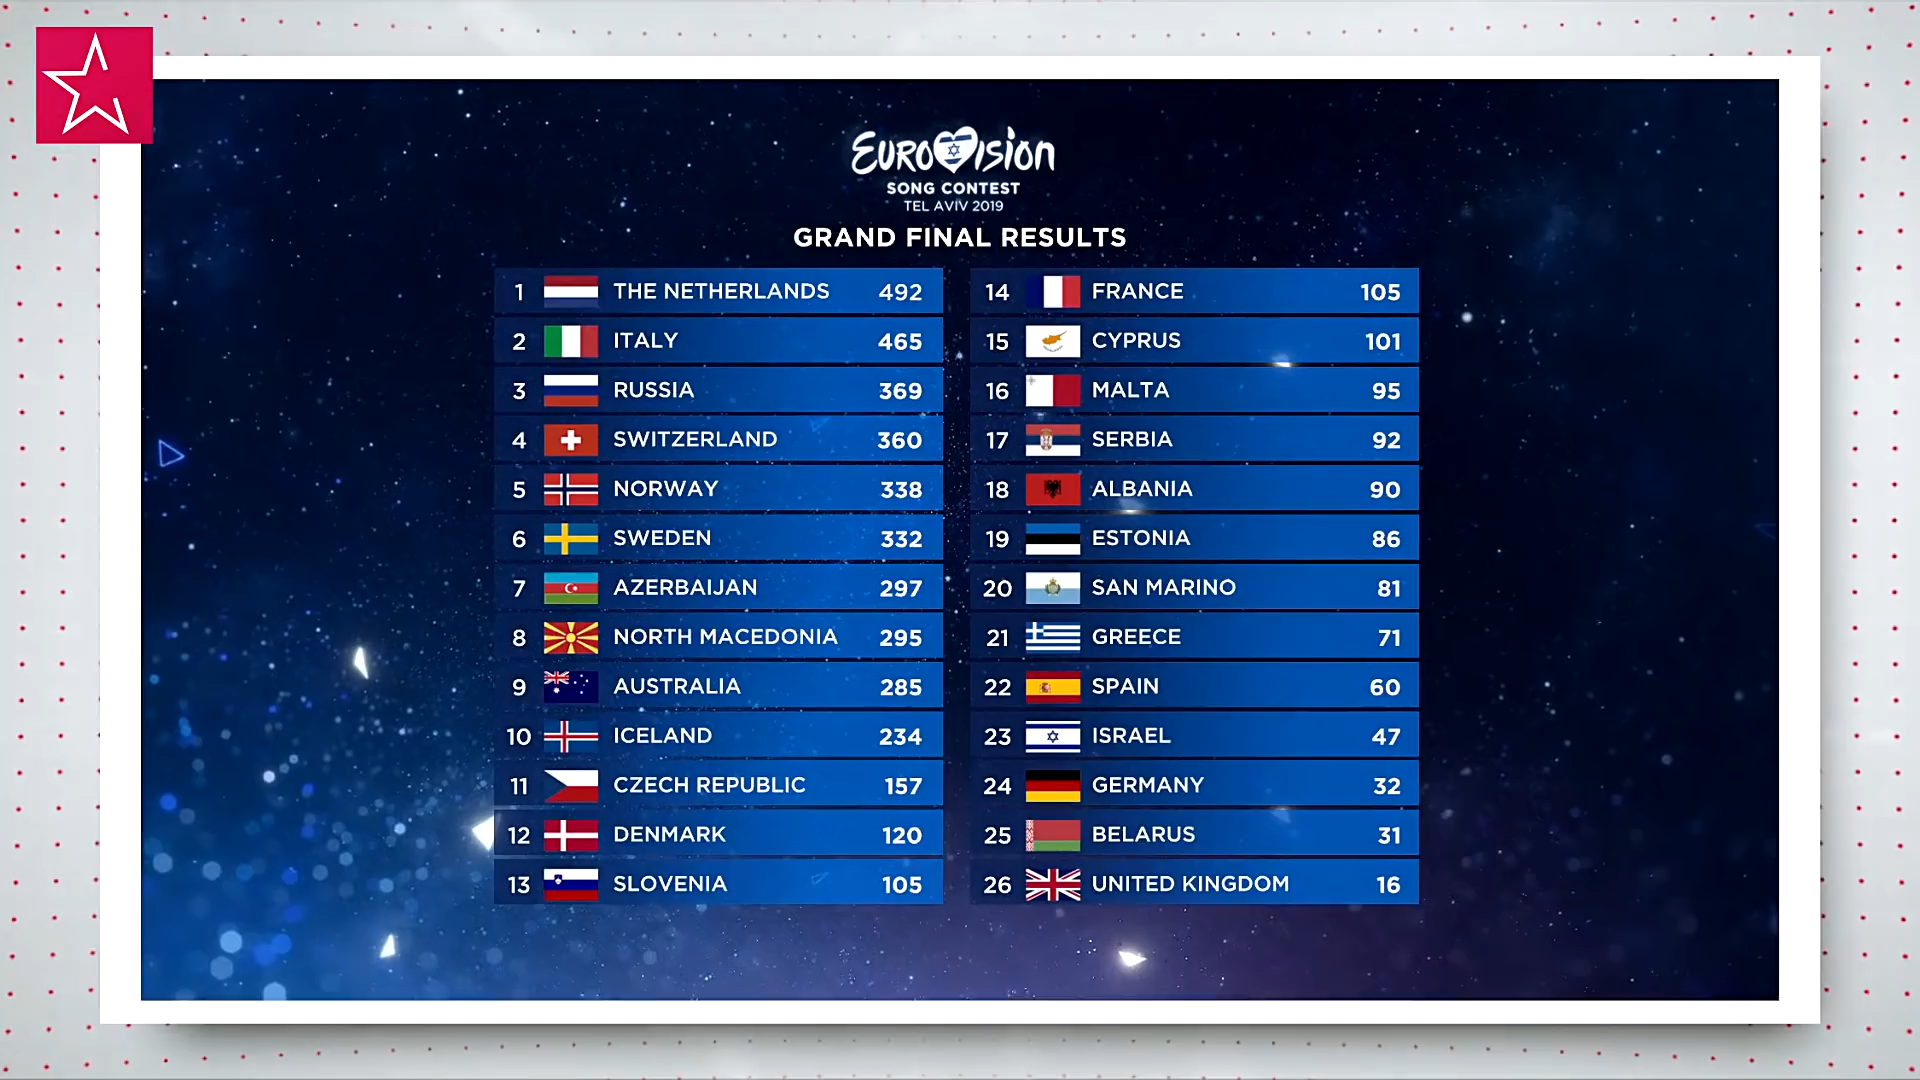 EUROVISION
SONG CONTEST
TEL AVIV 2019
GRAND FINAL RESULTS
1 THE NETHERLANDS 492
2 ITALY 465
3 RUSSIA 369
4 SWITZERLAND 360
5 NORWAY 338
6 SWEDEN 332
7 AZERBAIJAN 297
8 NORTH MACEDONIA 295
9 AUSTRALIA 285
10 ICELAND 234
11 CZECH REPUBLIC 157
12 DENMARK 120
13 SLOVENIA 105
14 FRANCE 105
15 CYPRUS 101
16 MALTA 95
17 SERBIA 92
18 ALBANIA 90
19 ESTONIA 86
20 SAN MARINO 81
21 GREECE 71
22 SPAIN 60
23 ISRAEL 47
24 GERMANY 32
25 BELARUS 31
26 UNITED KINGDOM 16